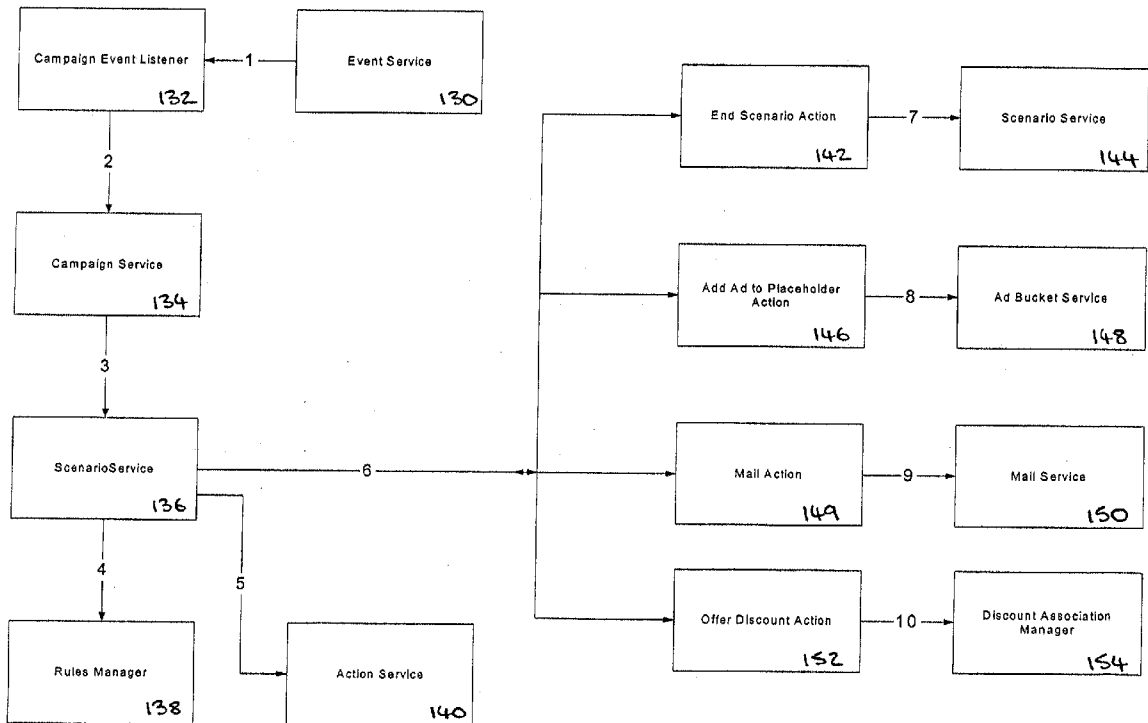 Campaign Event Listener
132
1
Event Service
130
2
End Scenario Action
142
7
Scenario Service
144
Campaign Service
134
3
Add Ad to Placeholder
Action
146
8
Ad Bucket Service
148
ScenarioService
136
6
Mail Action
149
9
Mail Service
150
4
5
Rules Manager
138
Action Service
140
Offer Discount Action
152
10
Discount Association
Manager
154